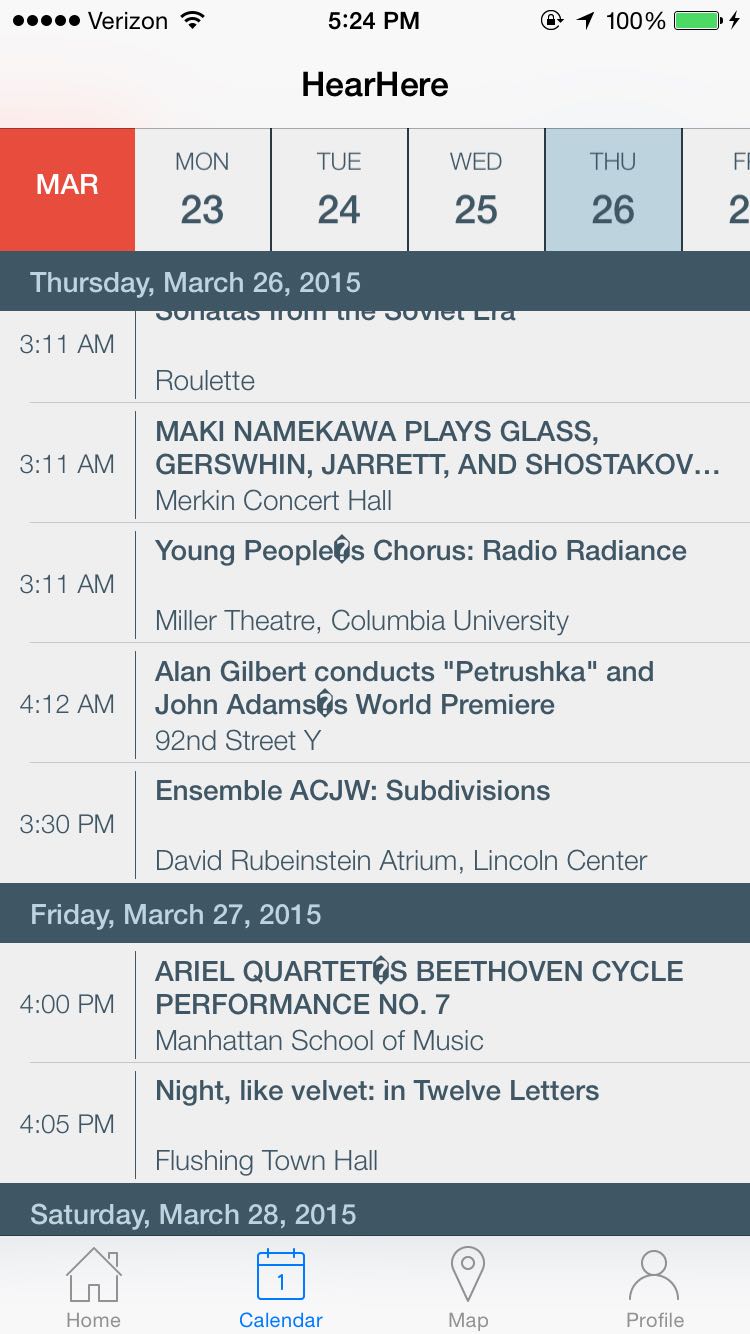 Verizon 5:24 PM 100%
HearHere
MAR
MON TUE WED THU F
23 24 25 26 2
Thursday, March 26, 2015
Sonatas from the Soviet Era
3:11 AM
Roulette
MAKI NAMEKAWA PLAYS GLASS,
3:11 AM GERSWHIN, JARRETT, AND SHOSTAKOV...
Merkin Concert Hall
Young People�s Chorus: Radio Radiance
3:11 AM
Miller Theatre, Columbia University
Alan Gilbert conducts "Petrushka" and
4:12 AM John Adams�s World Premiere
92nd Street Y
Ensemble ACJW: Subdivisions
3:30 PM
David Rubeinstein Atrium, Lincoln Center
Friday, March 27, 2015
ARIEL QUARTET�S BEETHOVEN CYCLE
4:00 PM PERFORMANCE NO. 7
Manhattan School of Music
Night, like velvet: in Twelve Letters
4:05 PM
Flushing Town Hall
Saturday, March 28, 2015
1
Home Calendar Map Profile